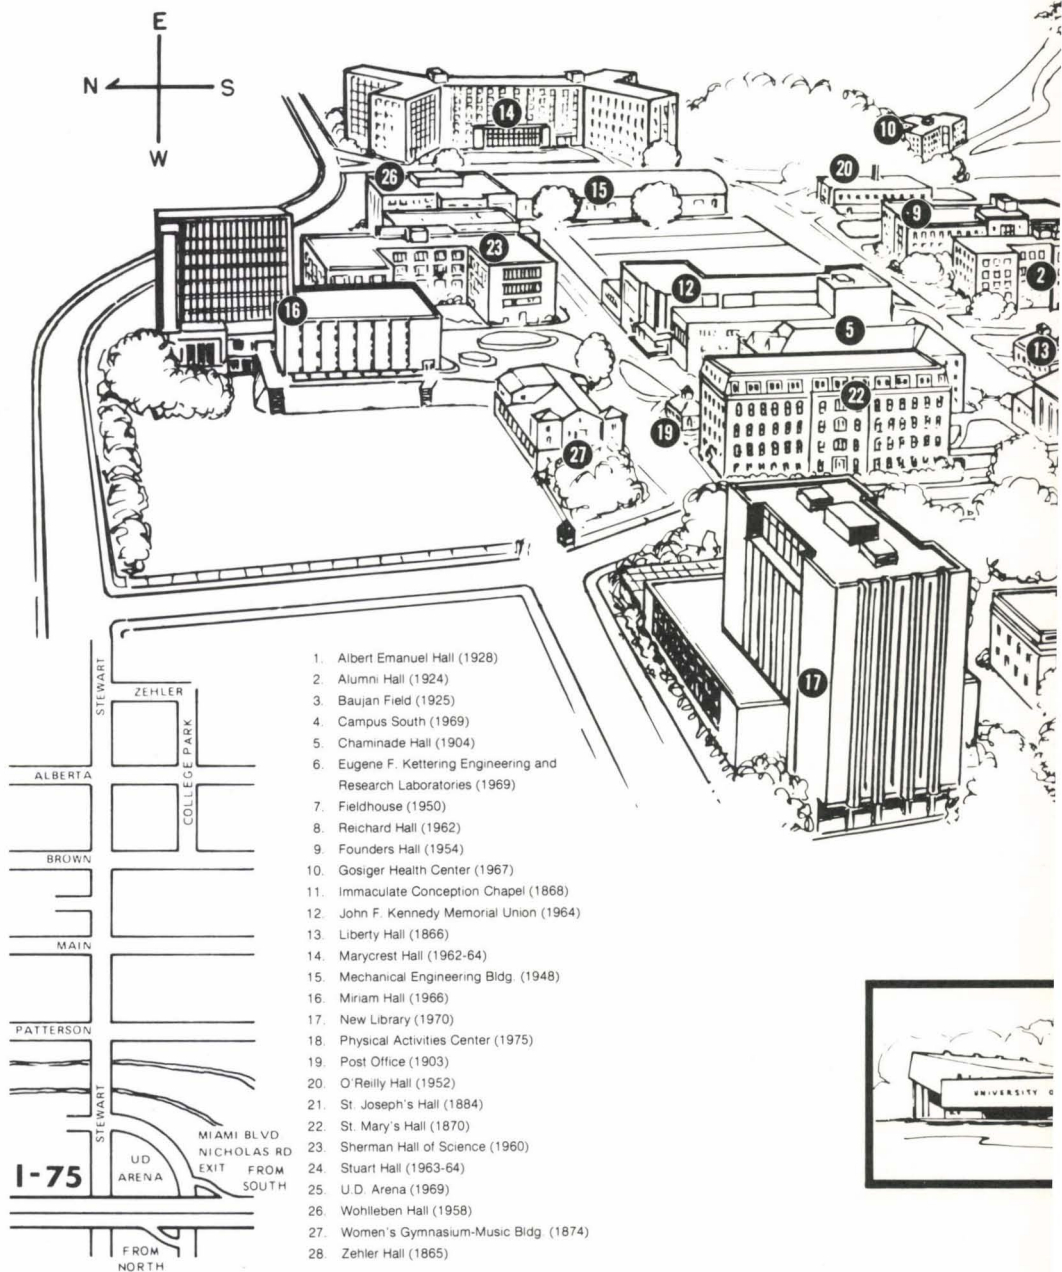 E
N
S
W
14
10
26
15
20
9
23
12
2
16
5
13
22
19
27
17
STEWART
ZEHLER
COLLEGE PARK
ALBERTA
BROWN
MAIN
PATTERSON
STEWART
MIAMI BLVD
NICHOLAS RD
EXIT FROM
SOUTH
UD
ARENA
I-75
FROM
NORTH
1. Albert Emanuel Hall (1928)
2. Alumni Hall (1924)
3. Baujan Field (1925)
4. Campus South (1969)
5. Chaminade Hall (1904)
6. Eugene F. Kettering Engineering and
Research Laboratories (1969)
7. Fieldhouse (1950)
8. Reichard Hall (1962)
9. Founders Hall (1954)
10. Gosiger Health Center (1967)
11. Immaculate Conception Chapel (1868)
12. John F. Kennedy Memorial Union (1964)
13. Liberty Hall (1866)
14. Marycrest Hall (1962-64)
15. Mechanical Engineering Bldg. (1948)
16. Miriam Hall (1966)
17. New Library (1970)
18. Physical Activities Center (1975)
19. Post Office (1903)
20. O'Reilly Hall (1952)
21. St. Joseph's Hall (1884)
22. St. Mary's Hall (1870)
23. Sherman Hall of Science (1960)
24. Stuart Hall (1963-64)
25. U.D. Arena (1969)
26. Wohlleben Hall (1958)
27. Women's Gymnasium-Music Bldg. (1874)
28. Zehler Hall (1865)
UNIVERSITY O